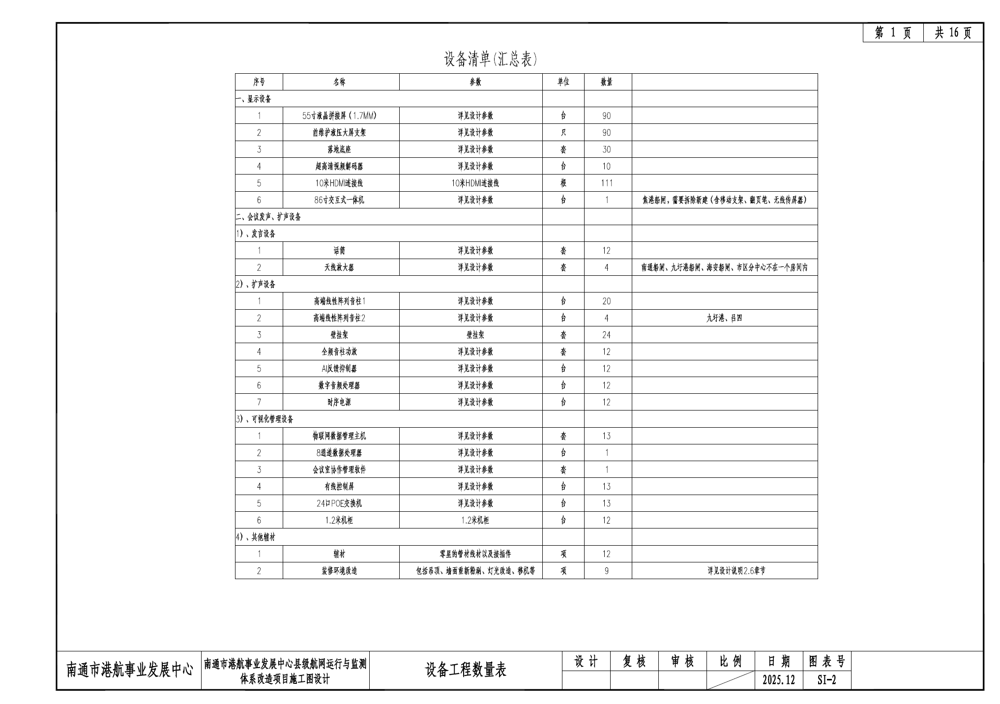 第 1 页 共 16 页
设备清单(汇总表)
序号 名称 参数 单位 数量
一、显示设备
1 55寸液晶拼接屏（1.7MM） 详见设计参数 台 90
2 前维护液压大屏支架 详见设计参数 只 90
3 落地底座 详见设计参数 套 30
4 超高清视频解码器 详见设计参数 台 10
5 10米HDMI连接线 10米HDMI连接线 根 111
6 86寸交互式一体机 详见设计参数 台 1 焦港船闸，需要拆除新建（含移动支架、翻页笔、无线传屏器）
二、会议发声、扩声设备
1）、发言设备
1 话筒 详见设计参数 套 12
2 天线放大器 详见设计参数 套 4 南通船闸、九圩港船闸、海安船闸、市区分中心不在一个房间内
2）、扩声设备
1 高端线性阵列音柱1 详见设计参数 台 20
2 高端线性阵列音柱2 详见设计参数 台 4 九圩港、吕四
3 壁挂架 壁挂架 套 24
4 全频音柱功放 详见设计参数 套 12
5 AI反馈抑制器 详见设计参数 台 12
6 数字音频处理器 详见设计参数 台 12
7 时序电源 详见设计参数 台 12
3）、可视化管理设备
1 物联网数据管理主机 详见设计参数 套 13
2 8通道数据处理器 详见设计参数 台 1
3 会议室协作管理软件 详见设计参数 套 1
4 有线控制屏 详见设计参数 台 13
5 24口POE交换机 详见设计参数 台 13
6 1.2米机柜 1.2米机柜 台 12
4）、其他辅材
1 辅材 零星的管材线材以及接插件 项 12
2 装修环境改造 包括吊顶、墙面重新粉刷、灯光改造、移机等 项 9 详见设计说明2.6章节
南通市港航事业发展中心
南通市港航事业发展中心县级航网运行与监测
体系改造项目施工图设计
设备工程数量表
设计 复核 审核 比例 日期 图表号
2025.12 SI-2